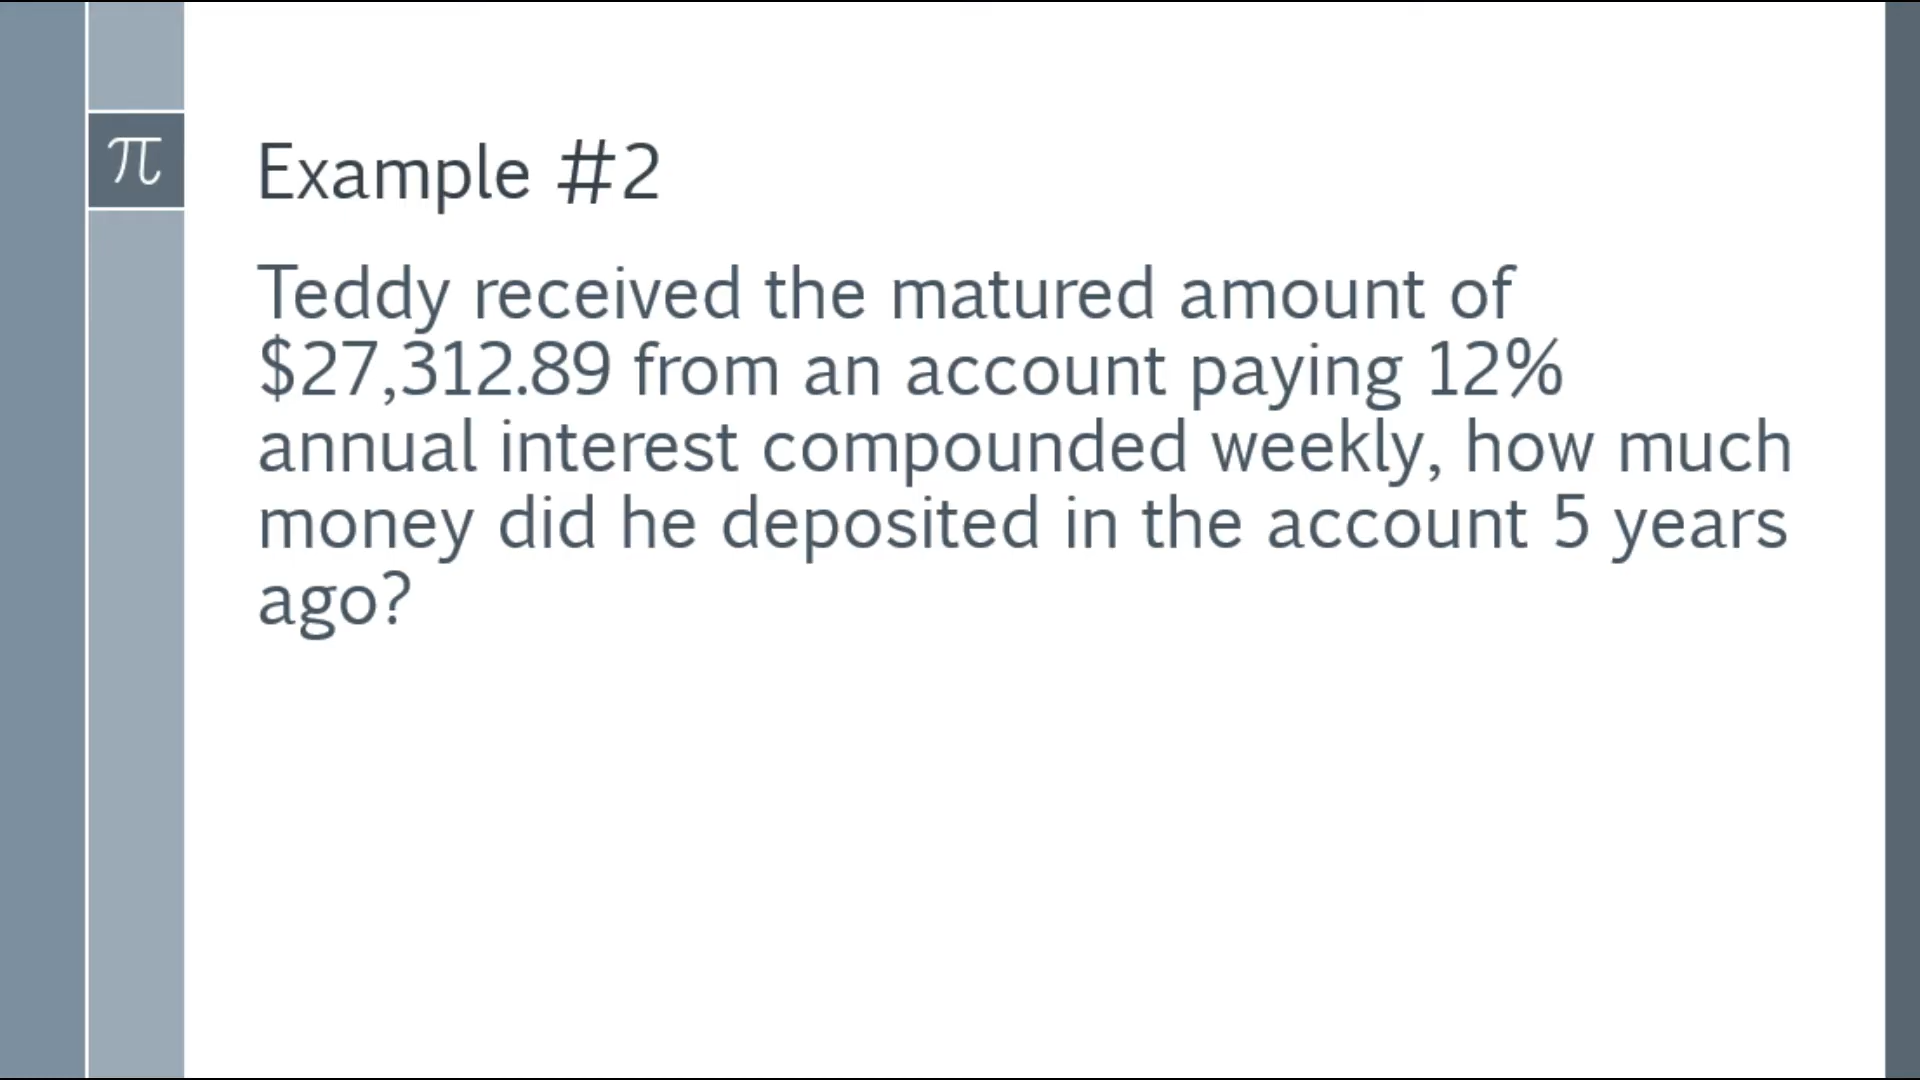 π
Example #2
Teddy received the matured amount of
$27,312.89 from an account paying 12%
annual interest compounded weekly, how much
money did he deposited in the account 5 years
ago?